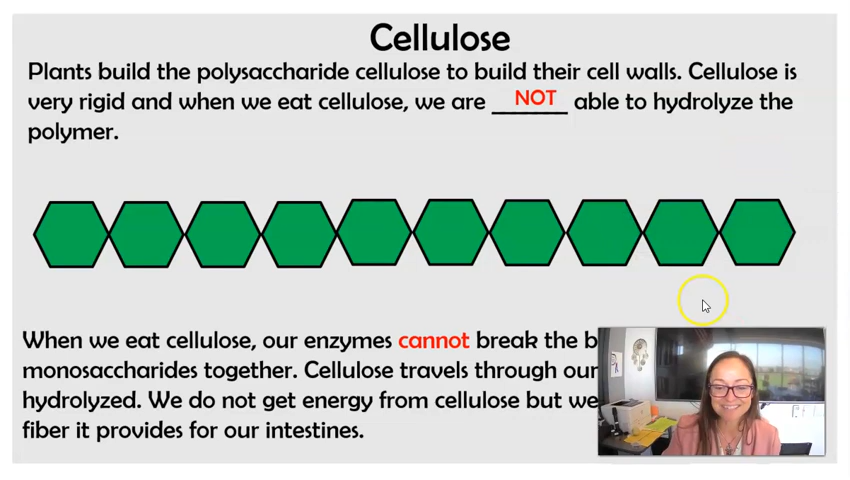 Cellulose
Plants build the polysaccharide cellulose to build their cell walls. Cellulose is
very rigid and when we eat cellulose, we are NOT able to hydrolyze the
polymer.
When we eat cellulose, our enzymes cannot break the b
monosaccharides together. Cellulose travels through our
hydrolyzed. We do not get energy from cellulose but we
fiber it provides for our intestines.